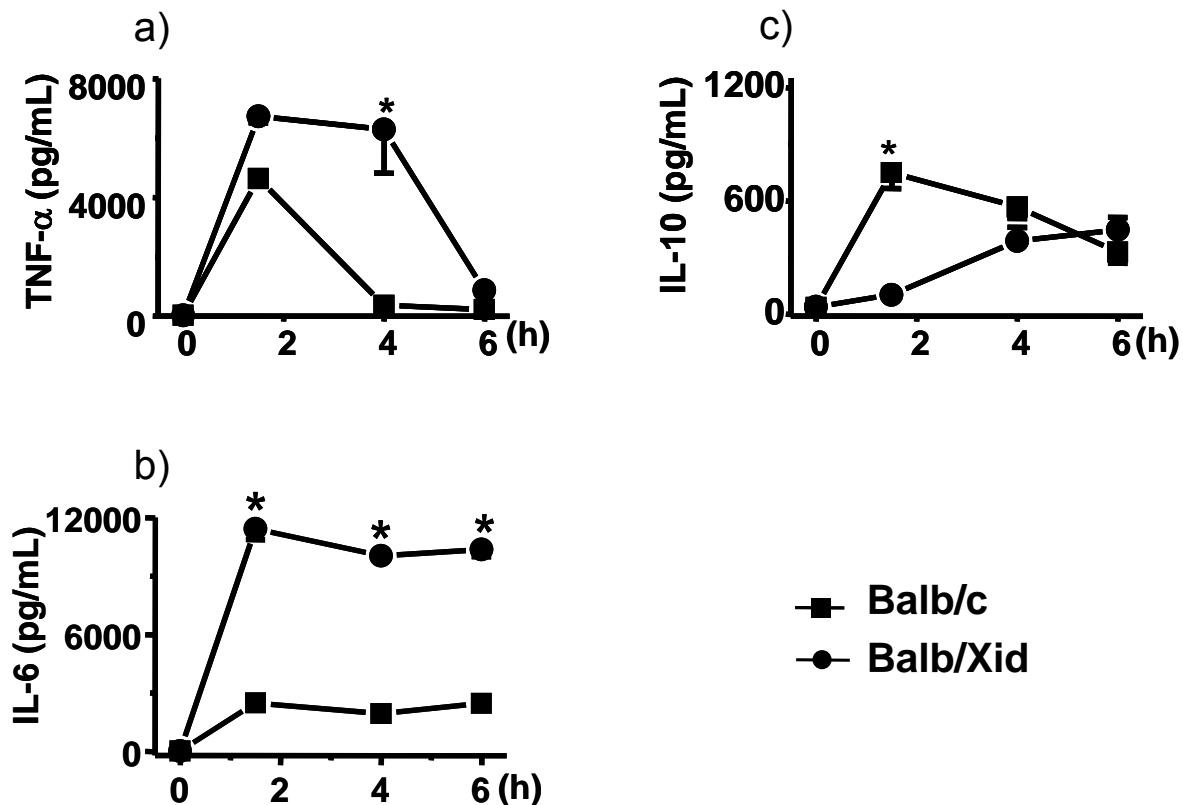 a)
TNF-α (pg/mL)
8000
4000
0
*
0 2 4 6 (h)
c)
IL-10 (pg/mL)
1200
600
0
*
0 2 4 6 (h)
b)
IL-6 (pg/mL)
12000
6000
0
* * *
0 2 4 6 (h)
Balb/c
Balb/Xid